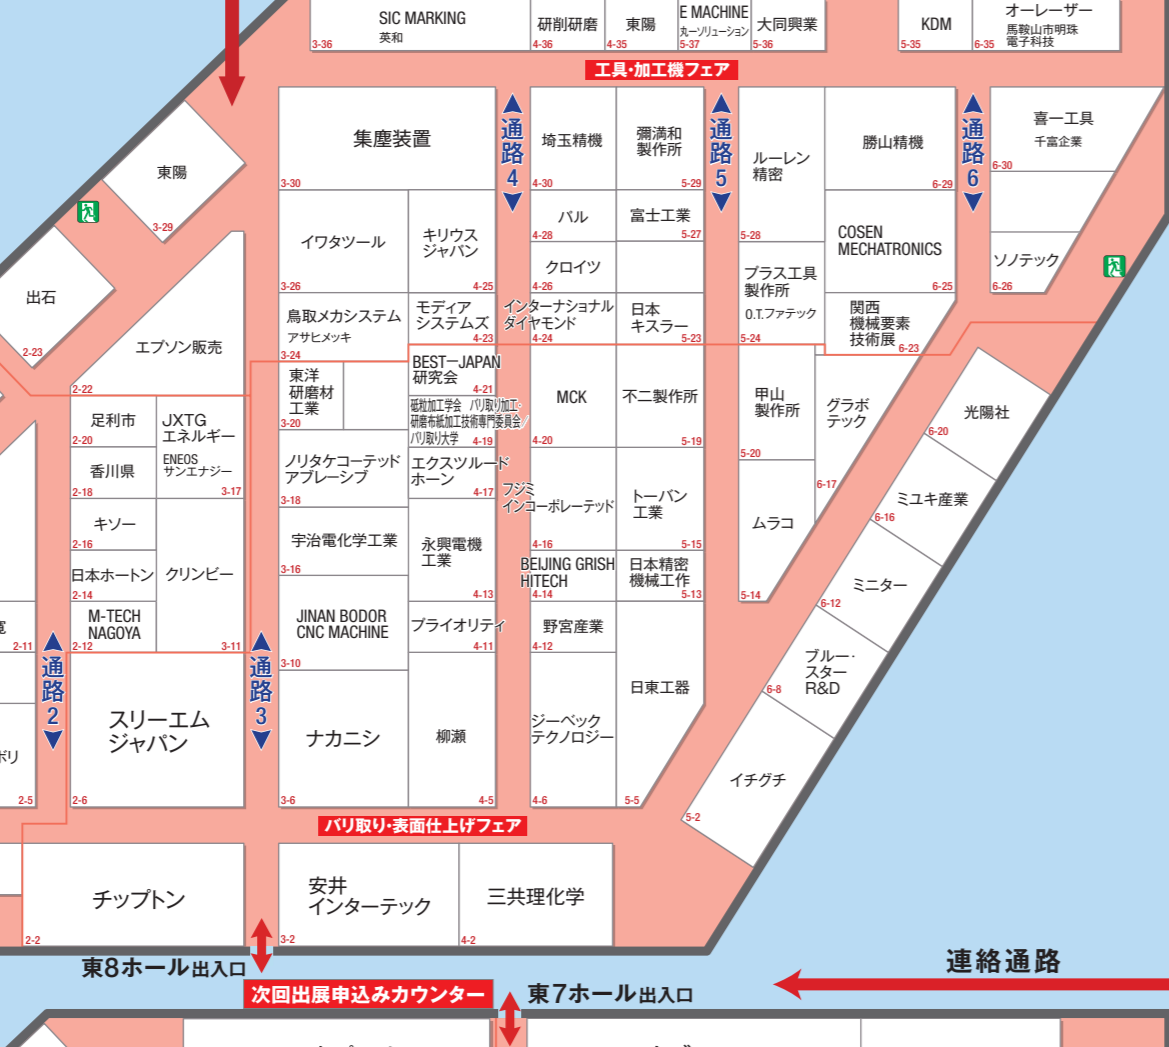 SIC MARKING
英和
3-36
研削研磨
4-36
東陽
4-35
E MACHINE
丸一ソリューション
5-37
大同興業
5-36
KDM
5-35
オーレーザー
馬鞍山市明珠
電子科技
6-35
工具・加工機フェア
東陽
3-29
集塵装置
3-30
通路4
埼玉精機
4-30
彌満和
製作所
5-29
通路5
ルーレン
精密
5-28
勝山精機
6-29
通路6
喜一工具
千富企業
6-30
イワタツール
3-26
キリウス
ジャパン
4-25
バル
4-28
富士工業
5-27
クロイツ
4-26
COSEN
MECHATRONICS
6-25
ソノテック
6-26
出石
2-23
エプソン販売
2-22
鳥取メカシステム
アサヒメッキ
3-24
モディア
システムズ
4-23
インターナショナル
ダイヤモンド
4-24
日本
キスラー
5-23
プラス工具
製作所
O.T.ファテック
5-24
関西
機械要素
技術展
6-23
東洋
研磨材
工業
3-20
BEST－JAPAN
研究会
4-21
砥粒加工学会 バリ取り加工・
研磨布紙加工技術専門委員会/
バリ取り大学
4-19
MCK
4-20
不二製作所
5-19
甲山
製作所
5-20
グラボ
テック
6-17
光陽社
6-20
足利市
2-20
JXTG
エネルギー
ENEOS
サンエナジー
3-17
香川県
2-18
ノリタケコーテッド
アブレーシブ
3-18
エクスツルード
ホーン
4-17
フジミ
インコーポレーテッド
4-16
トーバン
工業
5-15
ムラコ
5-14
ミユキ産業
6-16
キソー
2-16
宇治電化学工業
3-16
永興電機
工業
4-13
BEIJING GRISH
HITECH
4-14
日本精密
機械工作
5-13
ミニター
6-12
日本ホートン
2-14
クリンビー
3-11
M-TECH
NAGOYA
2-12
2-11
JINAN BODOR
CNC MACHINE
3-10
プライオリティ
4-11
野宮産業
4-12
ブルー・
スター
R&D
6-8
通路2
通路3
スリーエム
ジャパン
2-6
ナカニシ
3-6
柳瀬
4-5
ジーベック
テクノロジー
4-6
日東工器
5-5
イチグチ
5-2
ボリ
2-5
バリ取り・表面仕上げフェア
チップトン
2-2
安井
インターテック
3-2
三共理化学
4-2
東8ホール出入口
次回出展申込みカウンター
東7ホール出入口
連絡通路